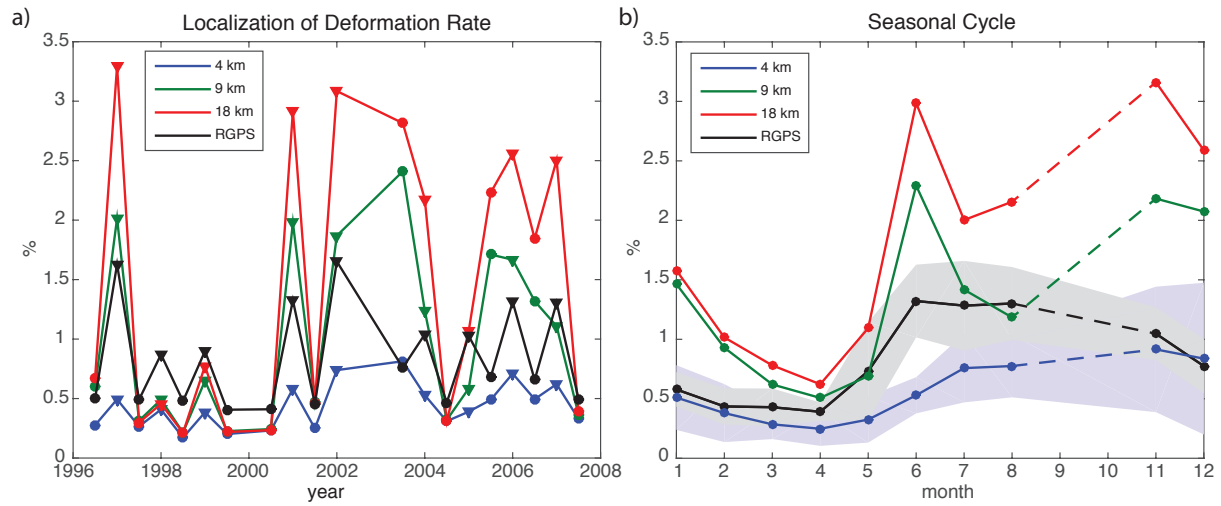 a)
Localization of Deformation Rate
3.5
3
2.5
2
1.5
1
0.5
0
%
4 km
9 km
18 km
RGPS
1996 1998 2000 2002 2004 2006 2008
year
b)
Seasonal Cycle
3.5
3
2.5
2
1.5
1
0.5
0
%
4 km
9 km
18 km
RGPS
1 2 3 4 5 6 7 8 9 10 11 12
month